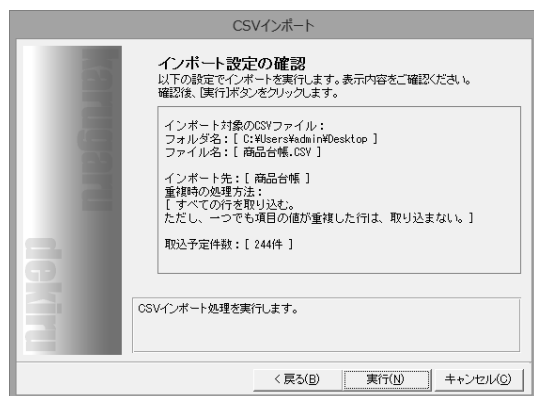 CSVインポート
karugaru
dekiru
インポート設定の確認
以下の設定でインポートを実行します。表示内容をご確認ください。
確認後、[実行]ボタンをクリックします。
インポート対象のCSVファイル：
フォルダ名：[ C:¥Users¥admin¥Desktop ]
ファイル名：[ 商品台帳.CSV ]
インポート先：[ 商品台帳 ]
重複時の処理方法：
[ すべての行を取り込む。
ただし、一つでも項目の値が重複した行は、取り込まない。]
取込予定件数：[ 244件 ]
CSVインポート処理を実行します。
< 戻る(B) 実行(N) キャンセル(C)